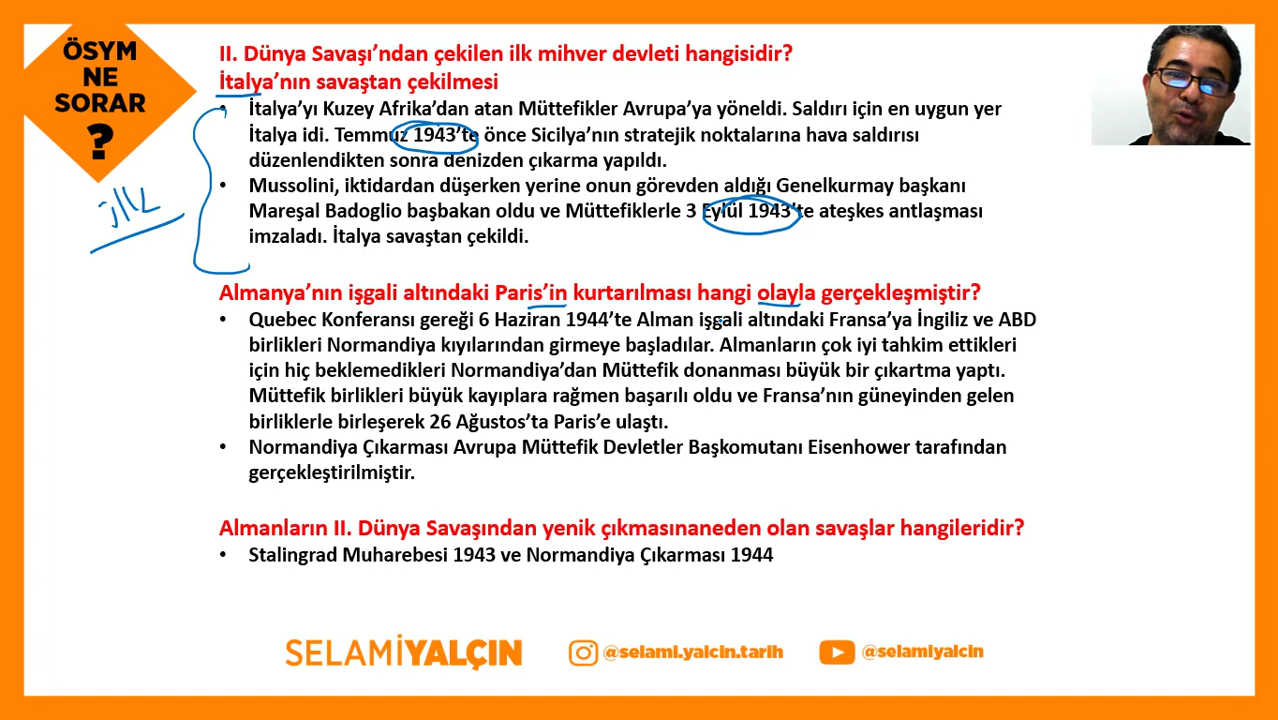 ÖSYM
NE
SORAR
?
ilk
II. Dünya Savaşı’ndan çekilen ilk mihver devleti hangisidir?
İtalya’nın savaştan çekilmesi
• İtalya’yı Kuzey Afrika’dan atan Müttefikler Avrupa’ya yöneldi. Saldırı için en uygun yer
İtalya idi. Temmuz 1943’te önce Sicilya’nın stratejik noktalarına hava saldırısı
düzenlendikten sonra denizden çıkarma yapıldı.
• Mussolini, iktidardan düşerken yerine onun görevden aldığı Genelkurmay başkanı
Mareşal Badoglio başbakan oldu ve Müttefiklerle 3 Eylül 1943’te ateşkes antlaşması
imzaladı. İtalya savaştan çekildi.
Almanya’nın işgali altındaki Paris’in kurtarılması hangi olayla gerçekleşmiştir?
• Quebec Konferansı gereği 6 Haziran 1944’te Alman işgali altındaki Fransa’ya İngiliz ve ABD
birlikleri Normandiya kıyılarından girmeye başladılar. Almanların çok iyi tahkim ettikleri
için hiç beklemedikleri Normandiya’dan Müttefik donanması büyük bir çıkartma yaptı.
Müttefik birlikleri büyük kayıplara rağmen başarılı oldu ve Fransa’nın güneyinden gelen
birliklerle birleşerek 26 Ağustos’ta Paris’e ulaştı.
• Normandiya Çıkarması Avrupa Müttefik Devletler Başkomutanı Eisenhower tarafından
gerçekleştirilmiştir.
Almanların II. Dünya Savaşından yenik çıkmasınaneden olan savaşlar hangileridir?
• Stalingrad Muharebesi 1943 ve Normandiya Çıkarması 1944
SELAMİYALÇIN @selami.yalcin.tarih @selamiyalcin